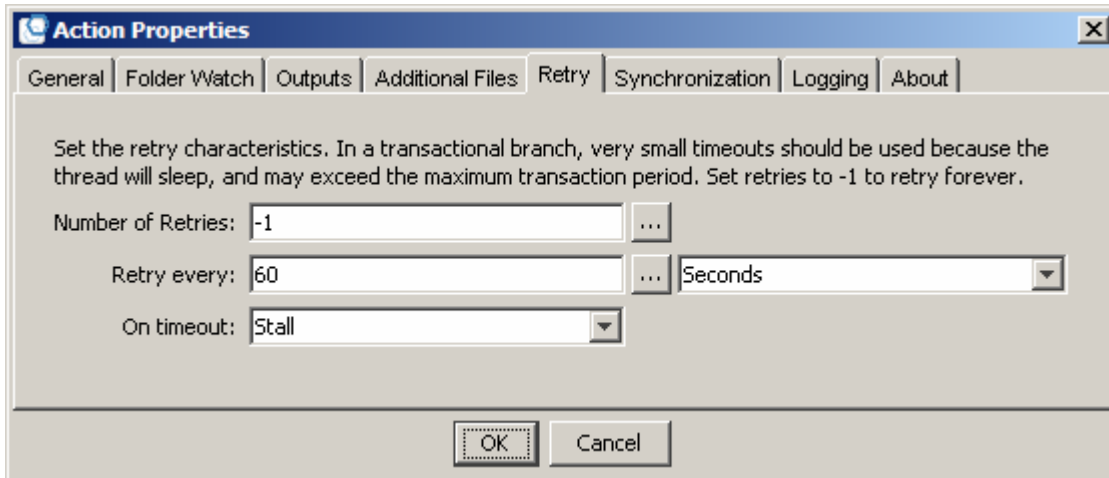 Action Properties
General Folder Watch Outputs Additional Files Retry Synchronization Logging About
Set the retry characteristics. In a transactional branch, very small timeouts should be used because the
thread will sleep, and may exceed the maximum transaction period. Set retries to -1 to retry forever.
Number of Retries: -1 ...
Retry every: 60 ... Seconds
On timeout: Stall
OK Cancel